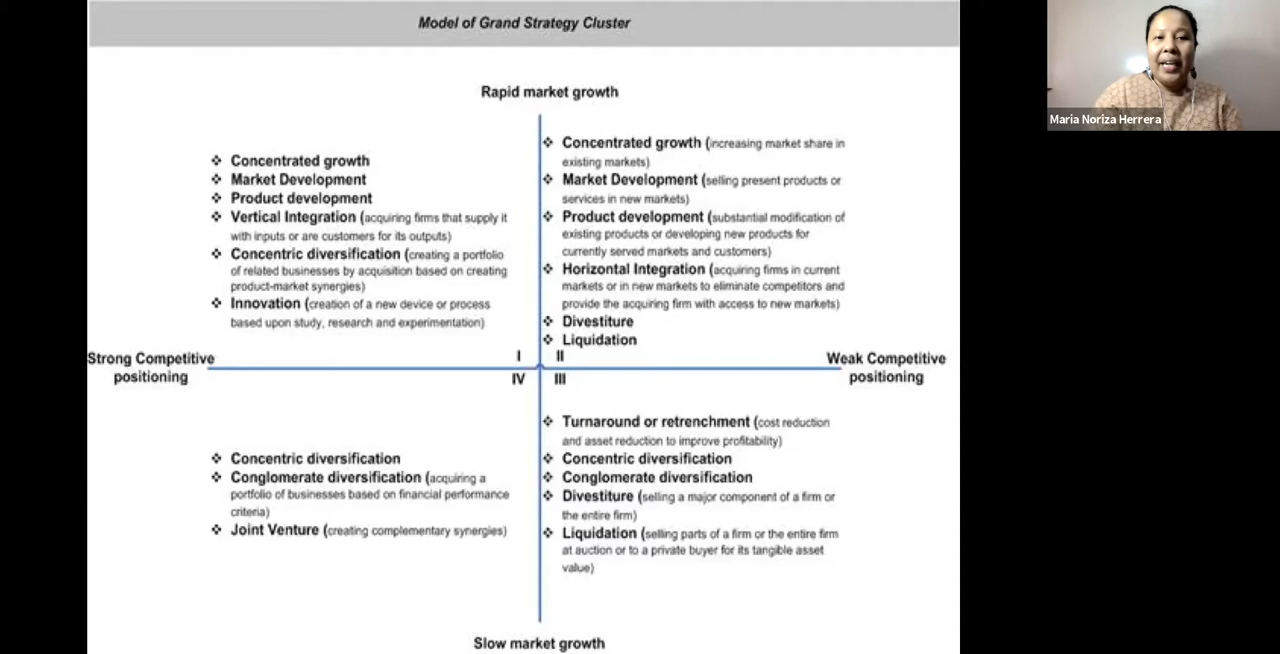 Model of Grand Strategy Cluster
Rapid market growth
❖ Concentrated growth
❖ Market Development
❖ Product development
❖ Vertical Integration (acquiring firms that supply it
with inputs or are customers for its outputs)
❖ Concentric diversification (creating a portfolio
of related businesses by acquisition based on creating
product-market synergies)
❖ Innovation (creation of a new device or process
based upon study, research and experimentation)
❖ Concentrated growth (increasing market share in
existing markets)
❖ Market Development (selling present products or
services in new markets)
❖ Product development (substantial modification of
existing products or developing new products for
currently served markets and customers)
❖ Horizontal Integration (acquiring firms in current
markets or in new markets to eliminate competitors and
provide the acquiring firm with access to new markets)
❖ Divestiture
❖ Liquidation
Strong Competitive
positioning
I
II
IV
III
Weak Competitive
positioning
❖ Concentric diversification
❖ Conglomerate diversification (acquiring a
portfolio of businesses based on financial performance
criteria)
❖ Joint Venture (creating complementary synergies)
❖ Turnaround or retrenchment (cost reduction
and asset reduction to improve profitability)
❖ Concentric diversification
❖ Conglomerate diversification
❖ Divestiture (selling a major component of a firm or
the entire firm)
❖ Liquidation (selling parts of a firm or the entire firm
at auction or to a private buyer for its tangible asset
value)
Slow market growth
Maria Noriza Herrera